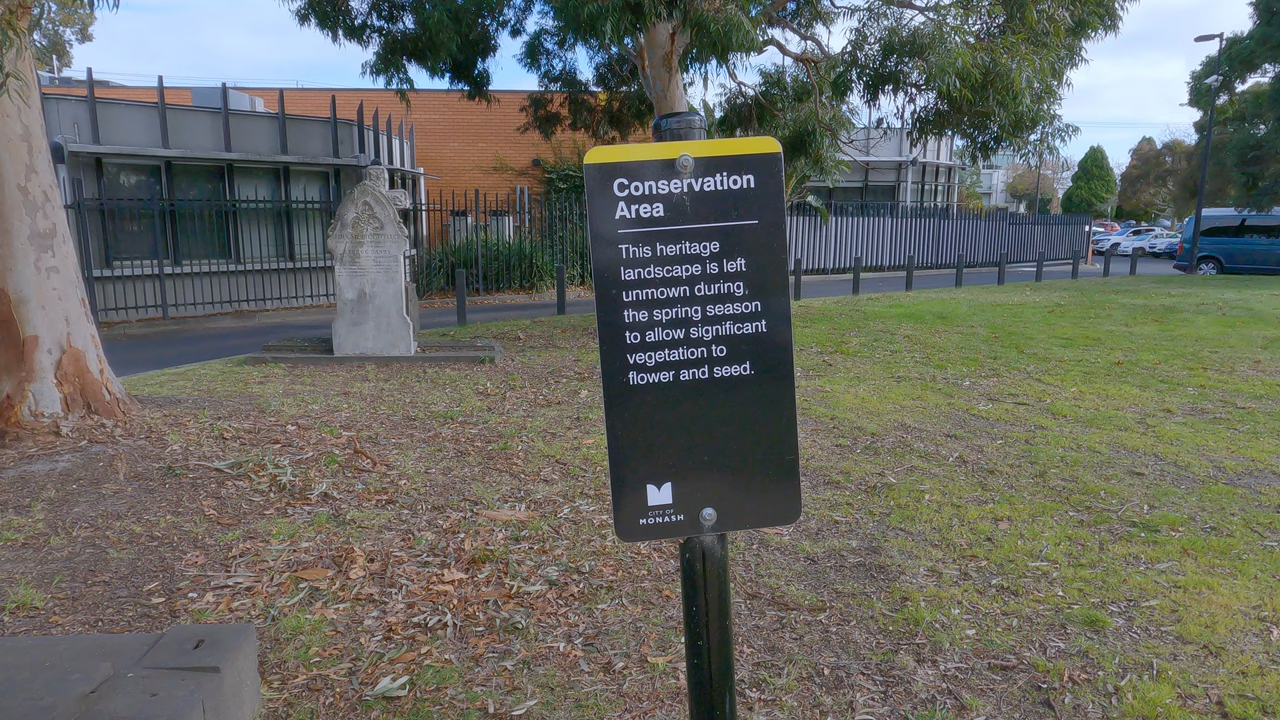 Conservation
Area
This heritage
landscape is left
unmown during
the spring season
to allow significant
vegetation to
flower and seed.
CITY OF
MONASH